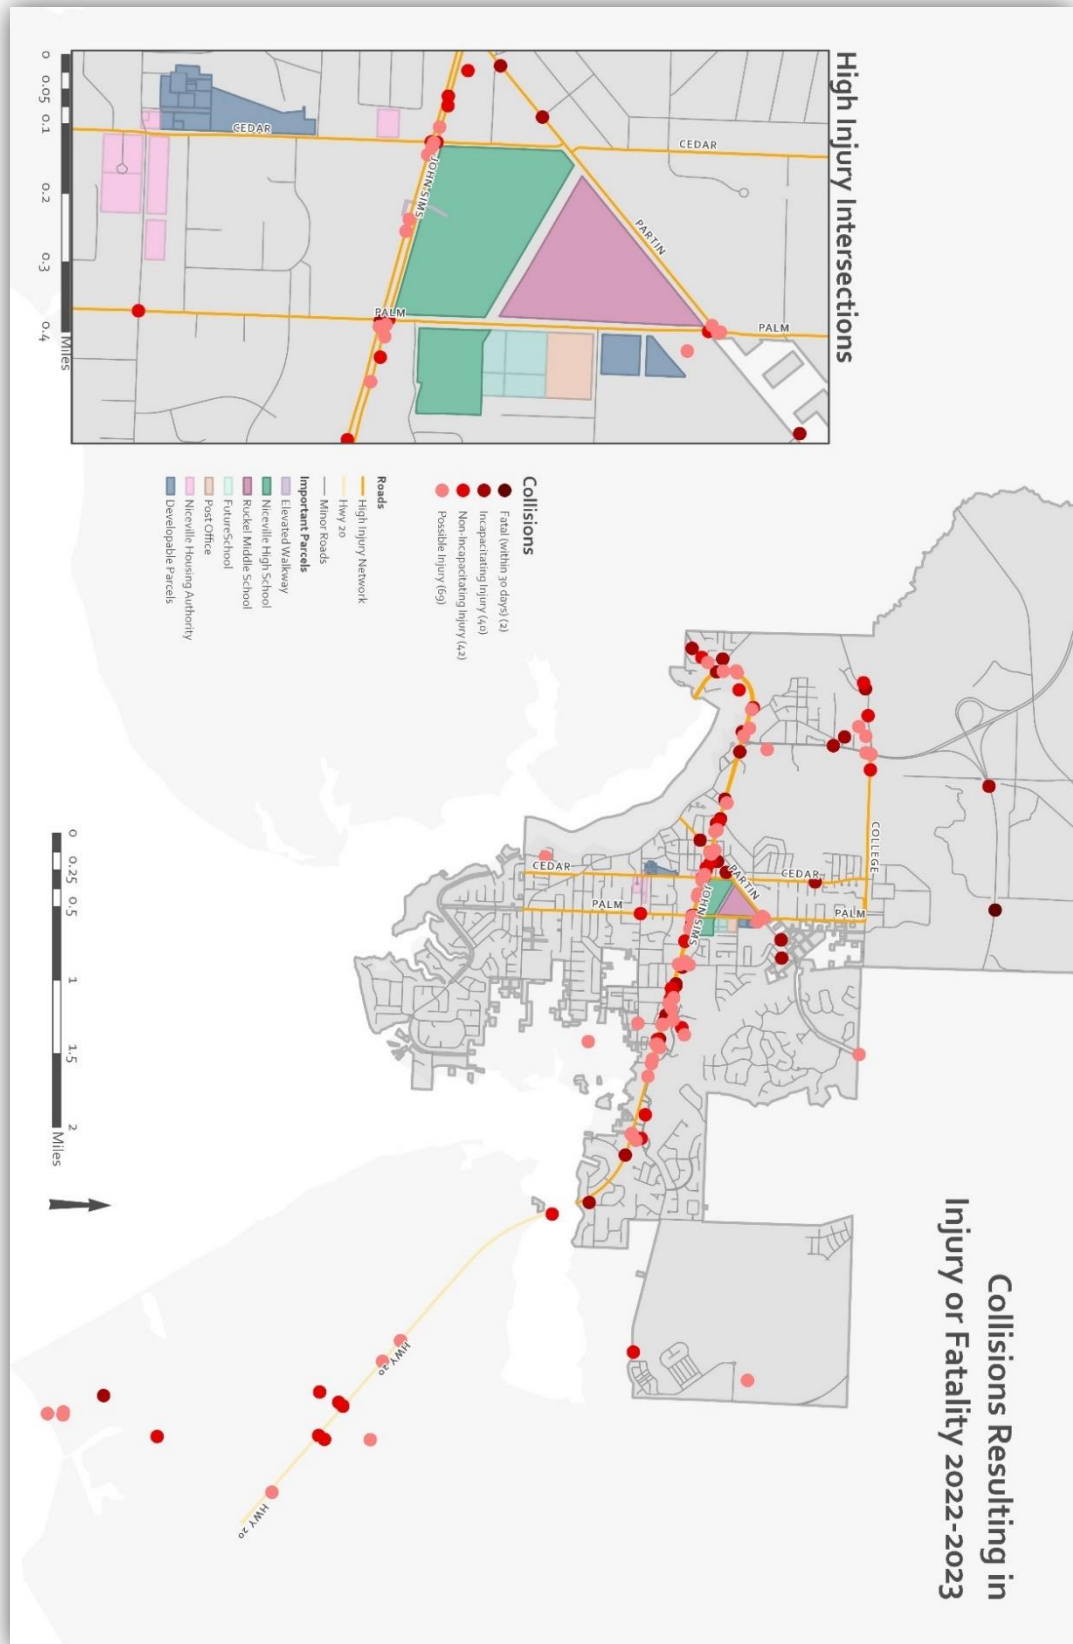 Collisions Resulting in
Injury or Fatality 2022-2023
High Injury Intersections
CEDAR
CEDAR
JOHN SIMS
PARTIN
PALM
PALM
0
0.05
0.1
0.2
0.3
0.4
Miles
Collisions
Fatal (within 30 days) (2)
Incapacitating Injury (40)
Non-Incapacitating Injury (42)
Possible Injury (69)
Roads
High Injury Network
Hwy 20
Minor Roads
Important Parcels
Elevated Walkway
Niceville High School
Ruckel Middle School
FutureSchool
Post Office
Niceville Housing Authority
Developable Parcels
COLLEGE
CEDAR
CEDAR
PARTIN
PALM
PALM
JOHN SIMS
HWY 20
HWY 20
0
0.25
0.5
1
1.5
2
Miles